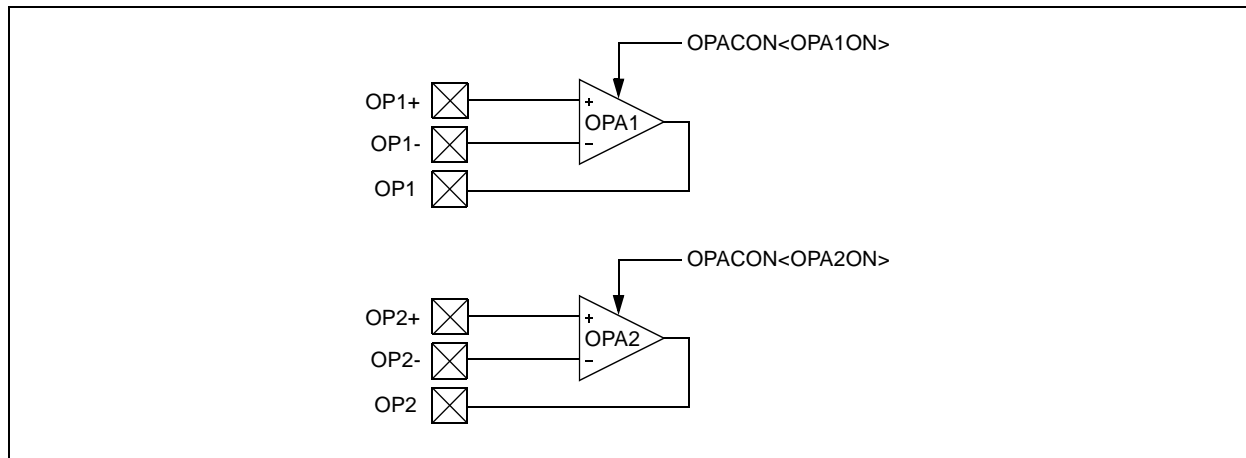 OPACON<OPA1ON>
OP1+
+
OPA1
OP1-
–
OP1
OPACON<OPA2ON>
OP2+
+
OPA2
OP2-
–
OP2